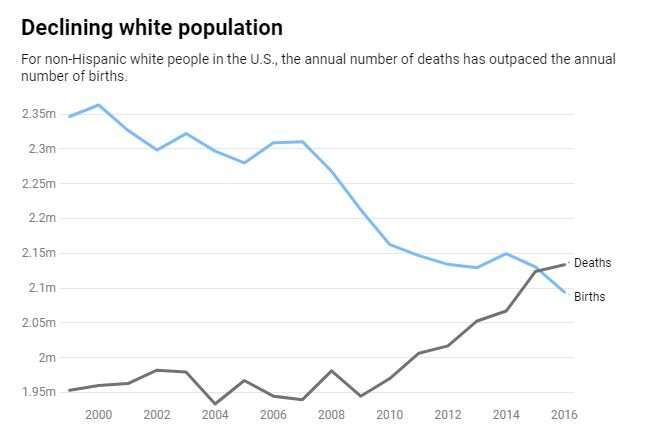 Declining white population
For non-Hispanic white people in the U.S., the annual number of deaths has outpaced the annual
number of births.
2.35m
2.3m
2.25m
2.2m
2.15m
2.1m
2.05m
2m
1.95m
Deaths
Births
2000 2002 2004 2006 2008 2010 2012 2014 2016